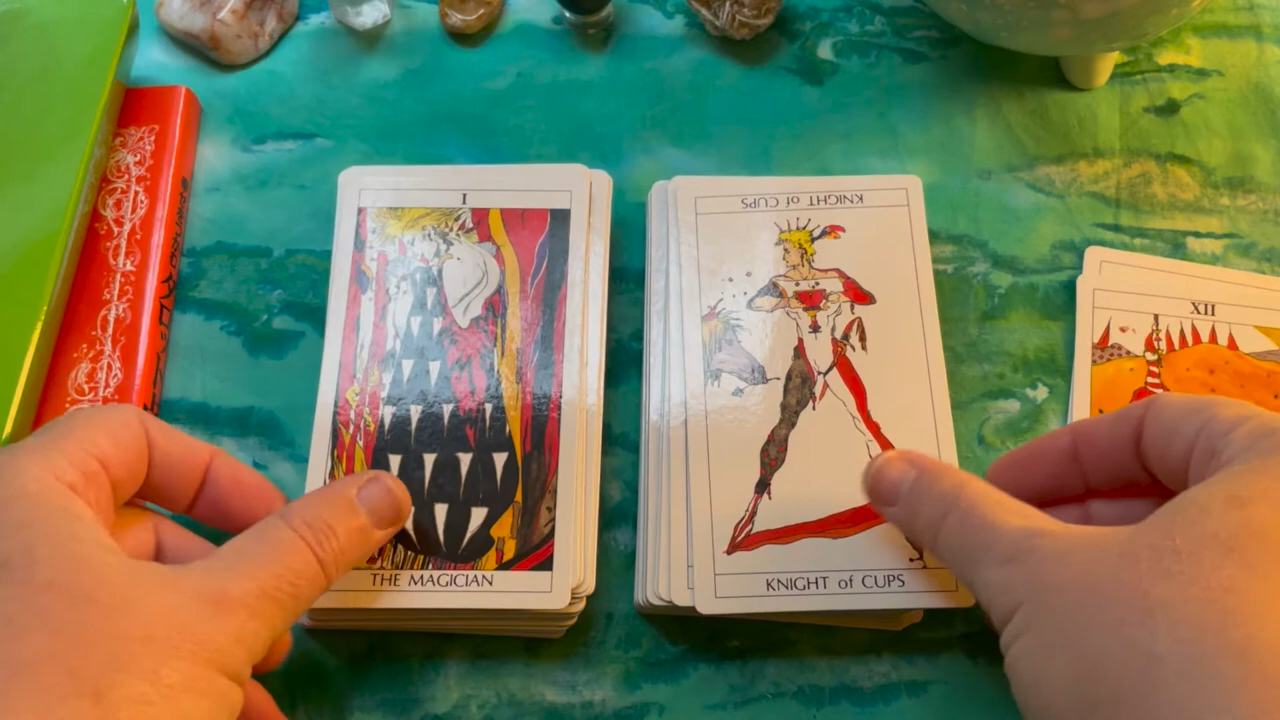 I
THE MAGICIAN
KNIGHT of CUPS
KNIGHT of CUPS
XII